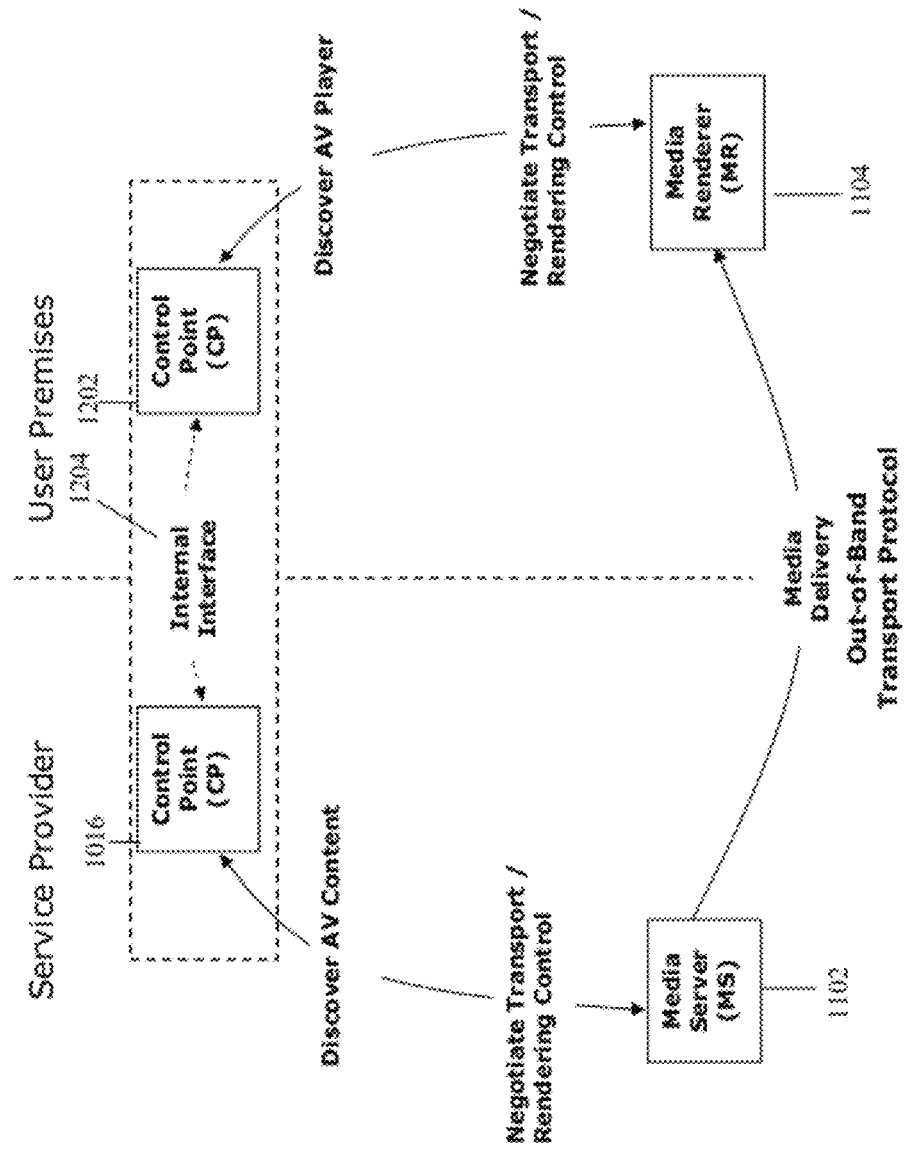 Service Provider
User Premises
1016
1204
1202
Control
Point
(CP)
Internal
Interface
Control
Point
(CP)
Discover AV Content
Discover AV Player
Negotiate Transport /
Rendering Control
Negotiate Transport /
Rendering Control
Media
Server
(MS)
Media
Renderer
(MR)
1102
1104
Media
Delivery
Out-of-Band
Transport Protocol